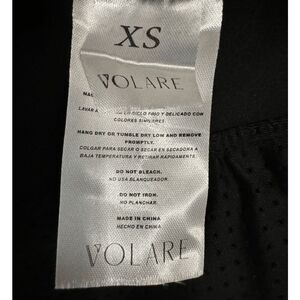 XS
VOLARE
LAVAR A
CICLO FRIO Y DELICADO CON
COLORES SIMILARES.
HANG DRY OR TUMBLE DRY LOW AND REMOVE
PROMPTLY.
COLGAR PARA SECAR O SECAR EN SECADORA A
BAJA TEMPERATURA Y RETIRAR RAPIDAMENTE.
DO NOT BLEACH.
NO USA BLANQUEADOR.
DO NOT IRON.
NO PLANCHAR.
MADE IN CHINA
HECHO EN CHINA
VOLARE